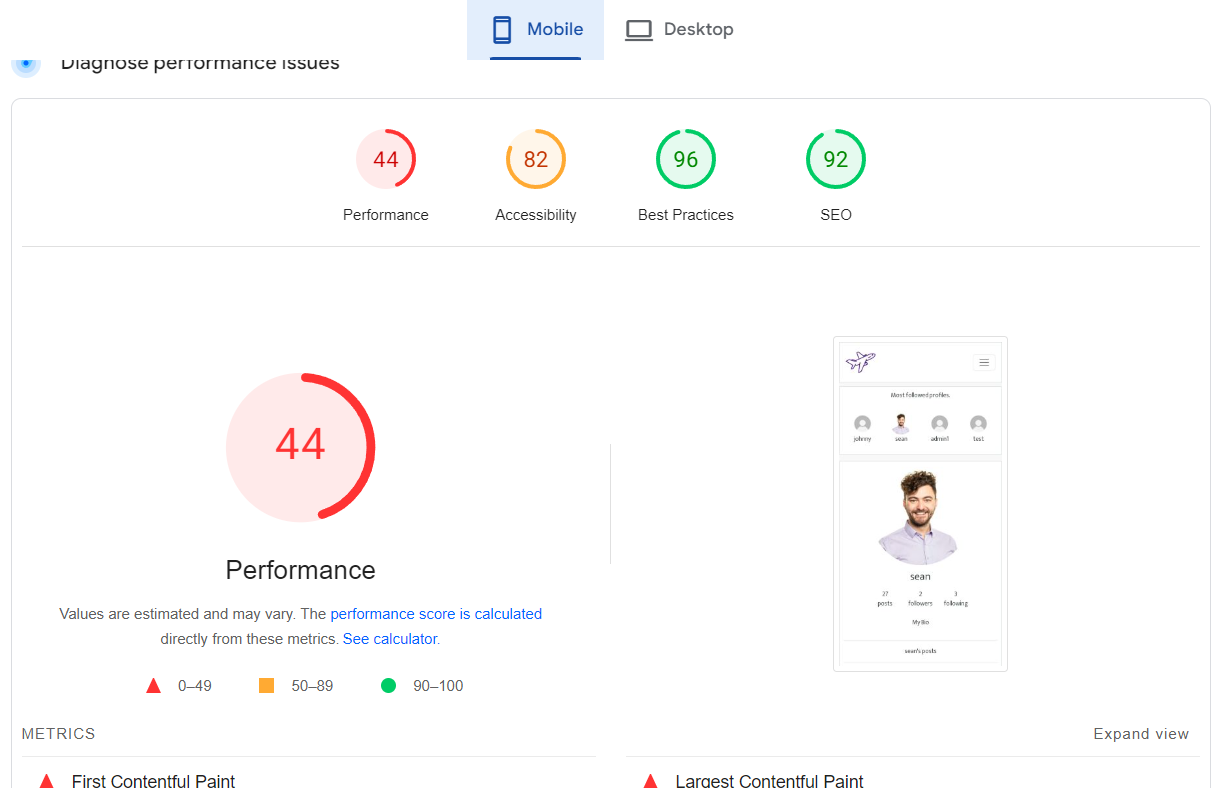 Mobile
Desktop
Diagnose performance issues
44
82
96
92
Performance
Accessibility
Best Practices
SEO
44
Performance
Values are estimated and may vary. The performance score is calculated
directly from these metrics. See calculator.
0–49
50–89
90–100
Most followed profiles.
johnny
sean
admin1
test
sean
27
2
3
posts
followers
following
My Bio
sean's posts
METRICS
Expand view
First Contentful Paint
Largest Contentful Paint